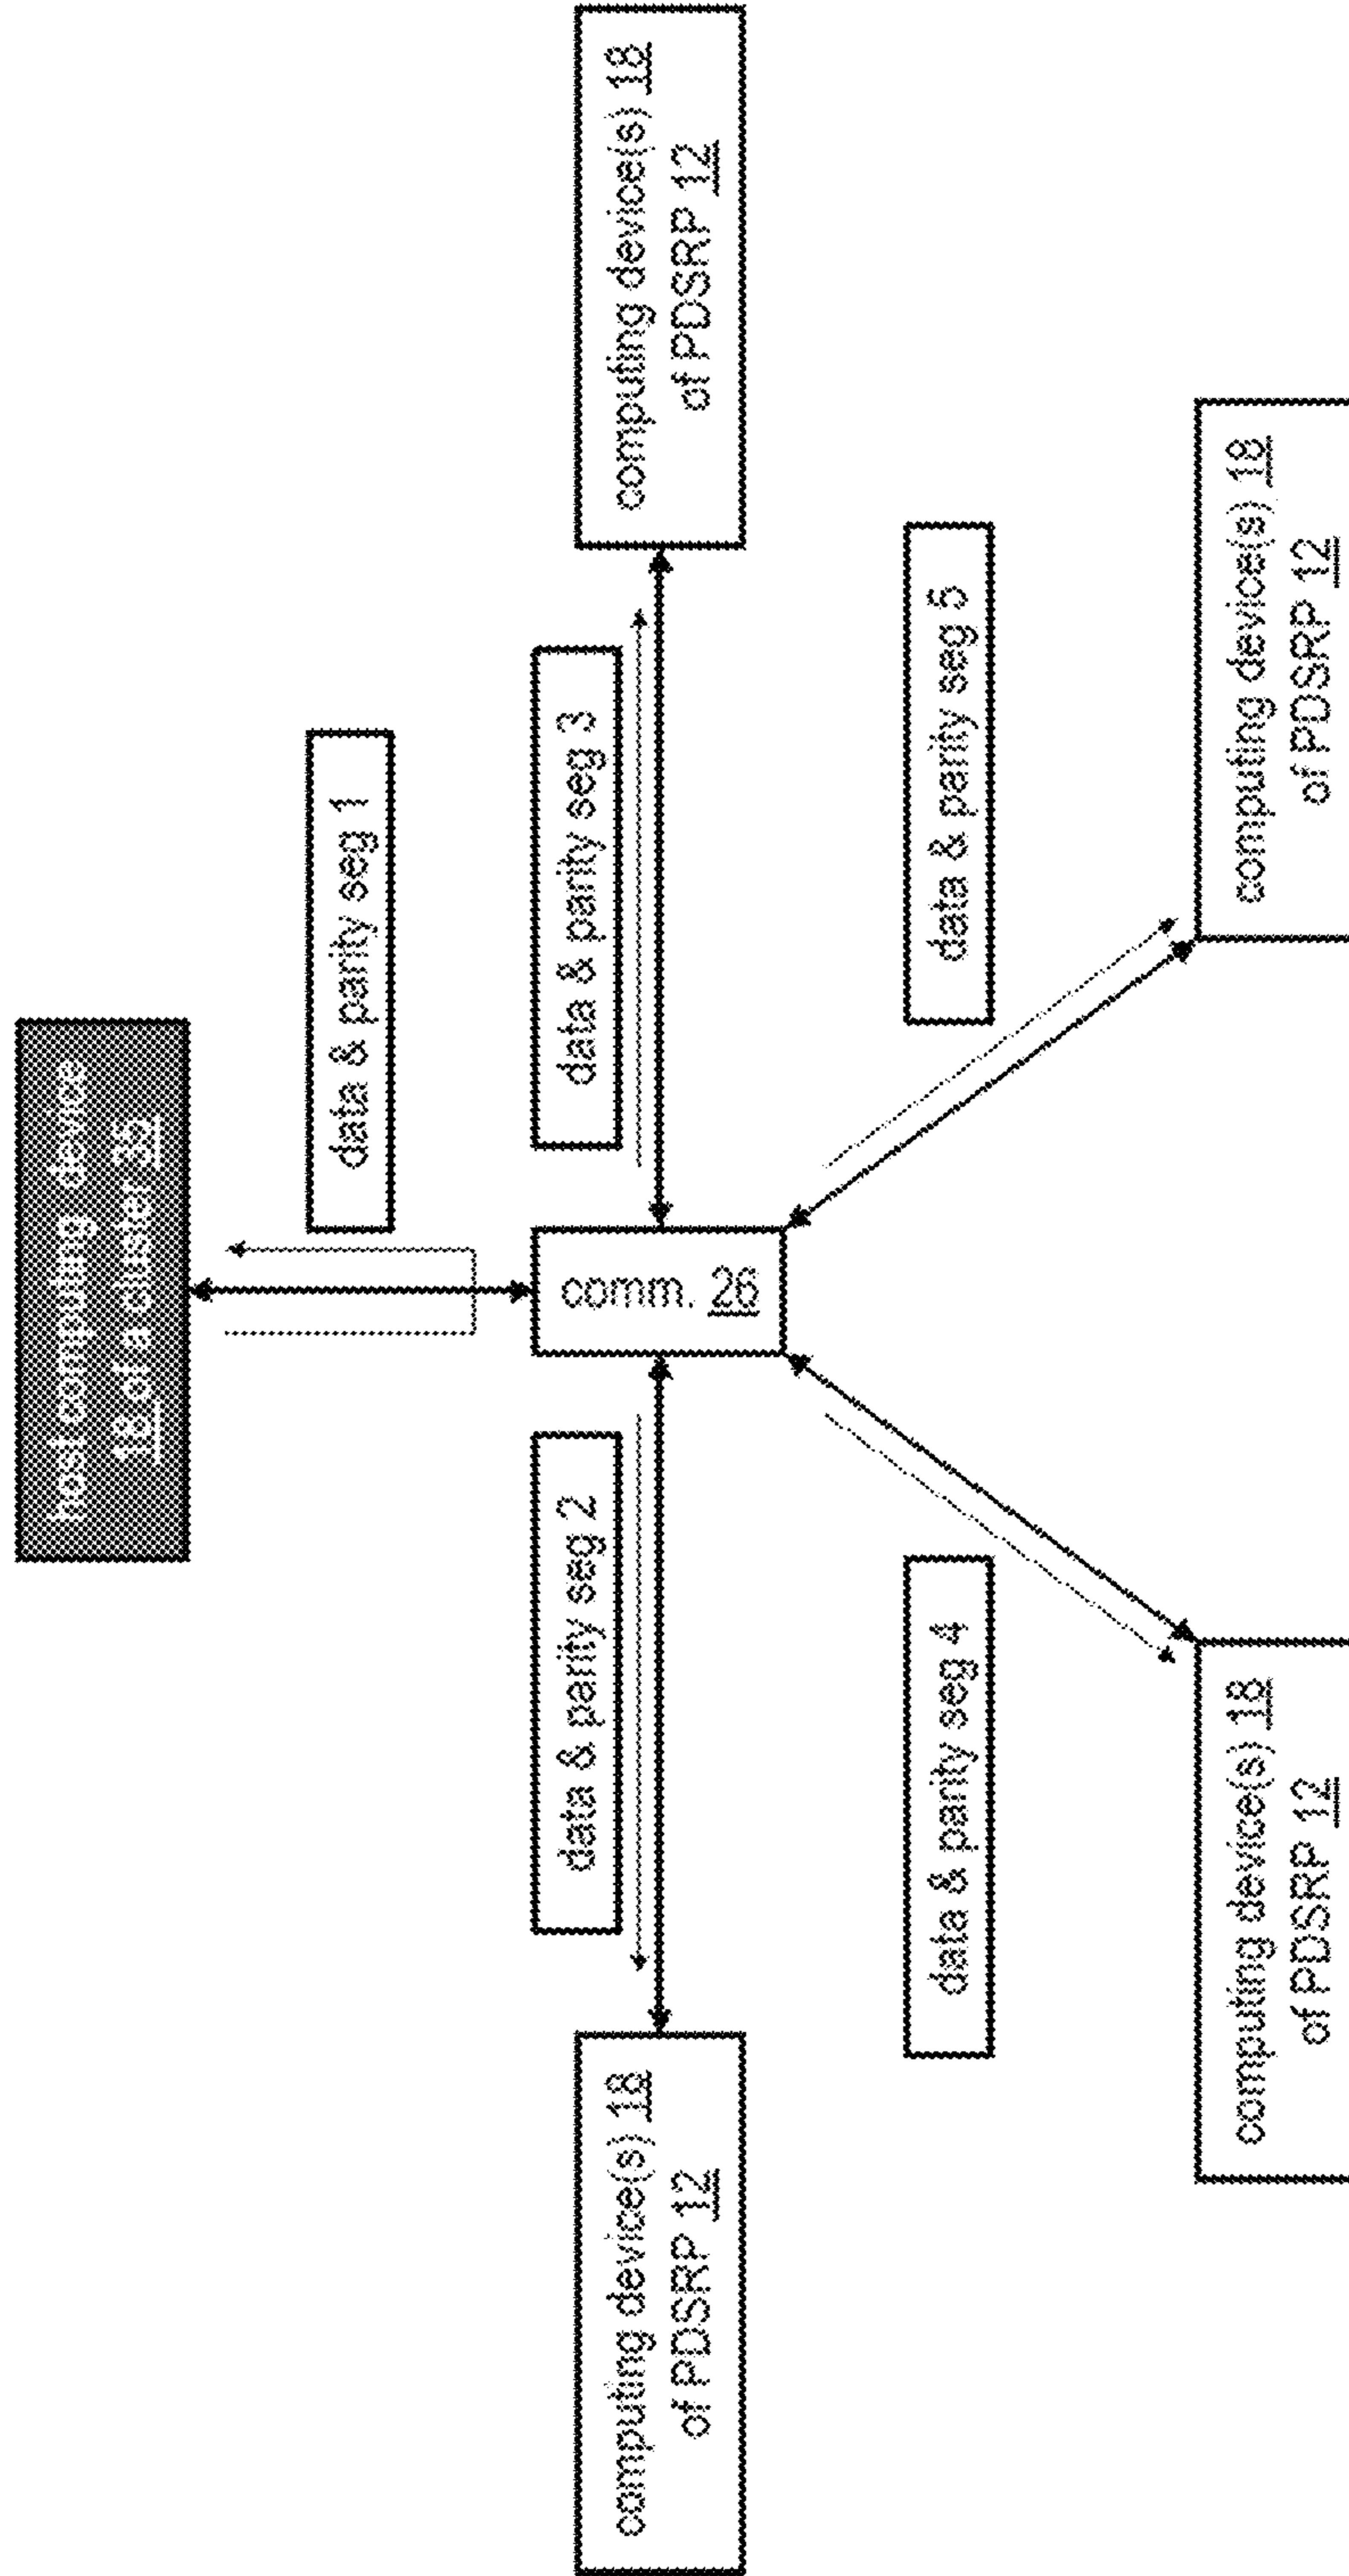 host computing device
18 of a cluster 35
data & parity seg 1
data & parity seg 2
data & parity seg 3
computing device(s) 18
of PDSRP 12
comm. 26
computing device(s) 18
of PDSRP 12
data & parity seg 4
data & parity seg 5
computing device(s) 18
of PDSRP 12
computing device(s) 18
of PDSRP 12